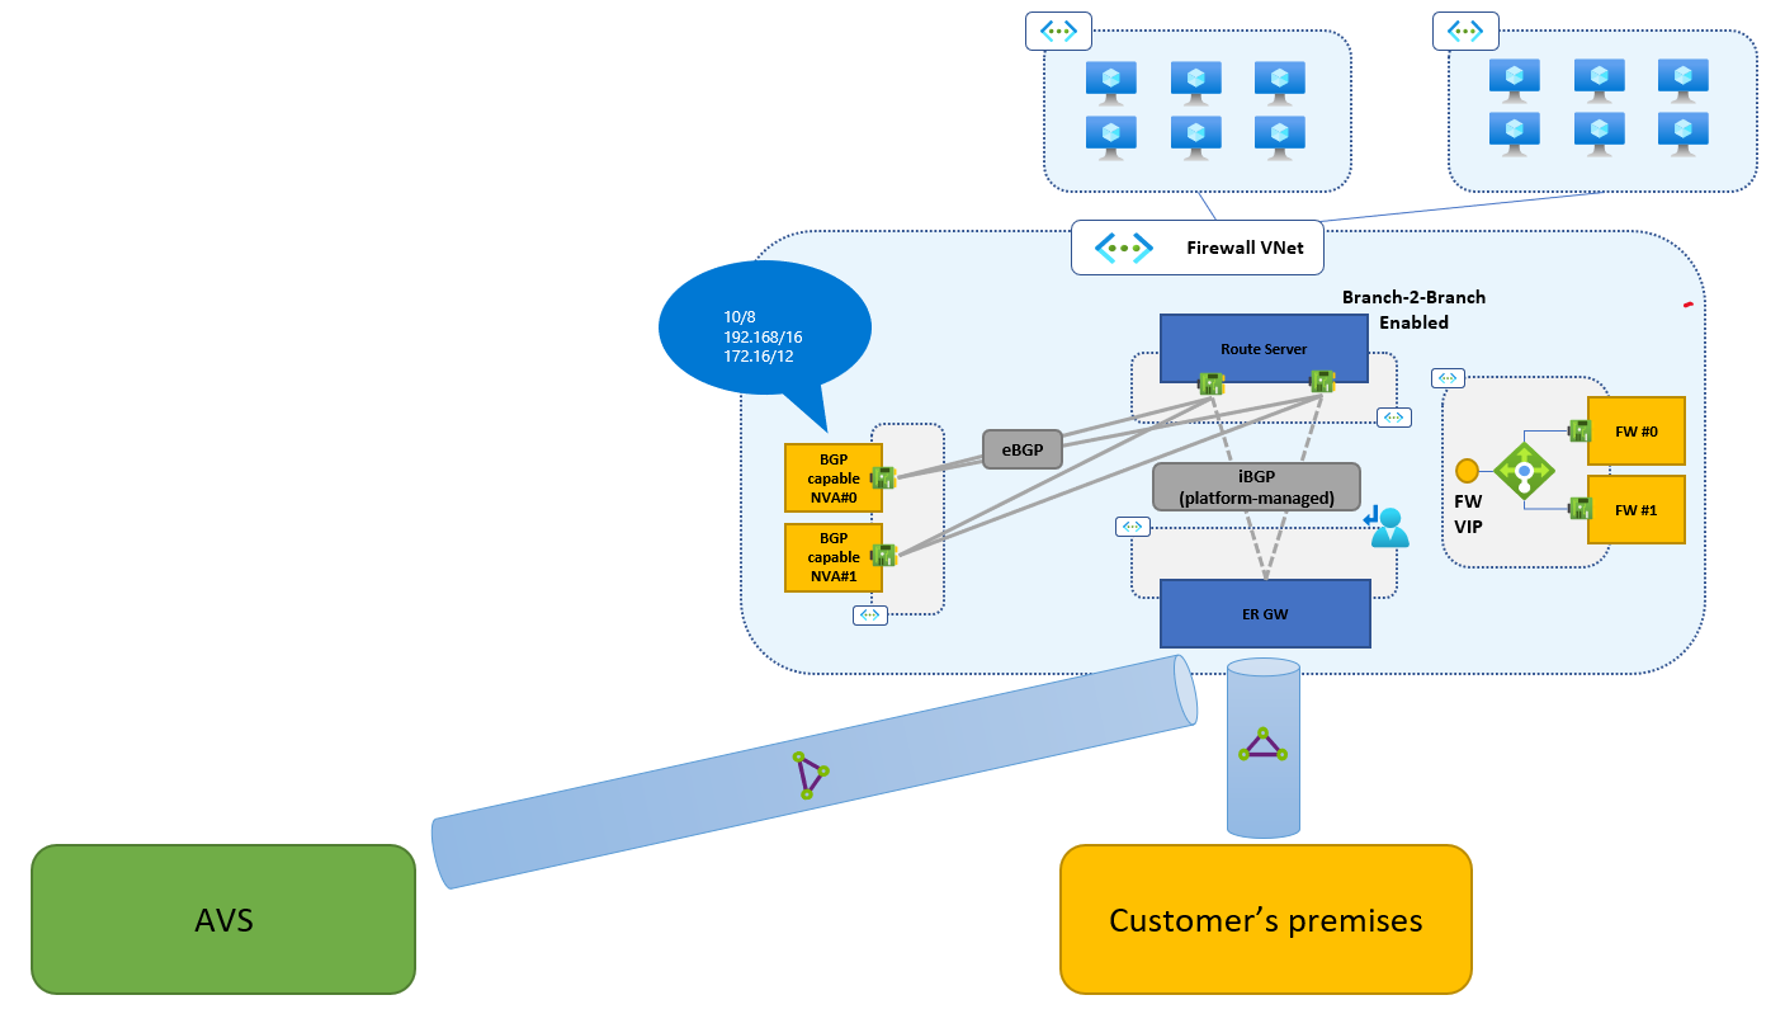 Firewall VNet
Branch-2-Branch
Enabled
10/8
192.168/16
172.16/12
Route Server
BGP
capable
NVA#0
eBGP
iBGP
(platform-managed)
FW #0
FW
VIP
FW #1
BGP
capable
NVA#1
ER GW
AVS
Customer’s premises